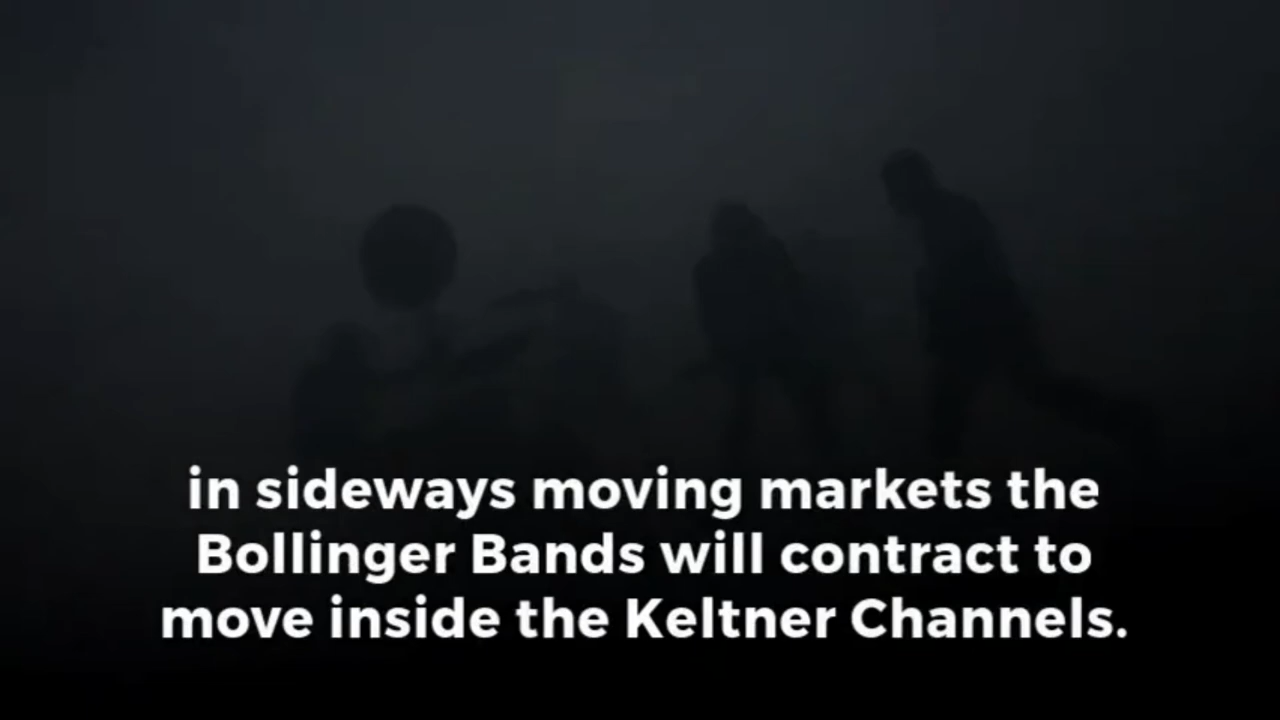 in sideways moving markets the
Bollinger Bands will contract to
move inside the Keltner Channels.